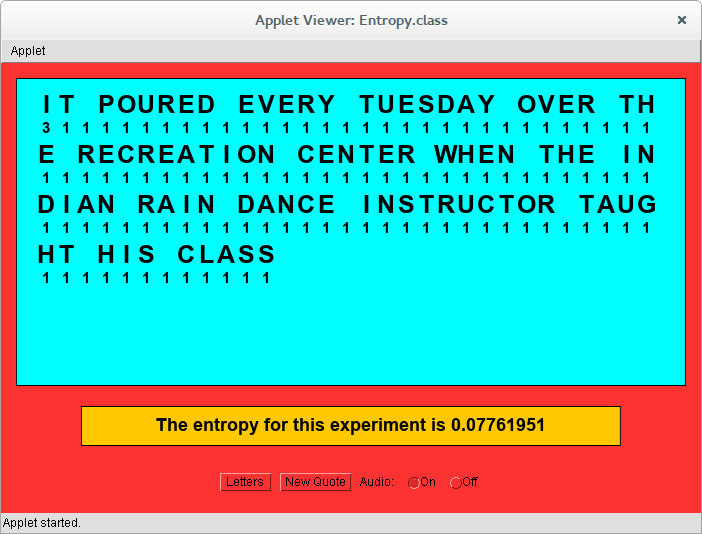 Applet Viewer: Entropy.class
Applet
IT POURED EVERY TUESDAY OVER TH
3 1 1 1 1 1 1 1 1 1 1 1 1 1 1 1 1 1 1 1 1 1 1 1 1 1 1 1 1 1 1
E RECREATION CENTER WHEN THE IN
1 1 1 1 1 1 1 1 1 1 1 1 1 1 1 1 1 1 1 1 1 1 1 1 1 1 1 1 1 1 1
DIAN RAIN DANCE INSTRUCTOR TAUG
1 1 1 1 1 1 1 1 1 1 1 1 1 1 1 1 1 1 1 1 1 1 1 1 1 1 1 1 1 1 1
HT HIS CLASS
1 1 1 1 1 1 1 1 1 1 1 1
The entropy for this experiment is 0.07761951
Letters New Quote Audio: On Off
Applet started.